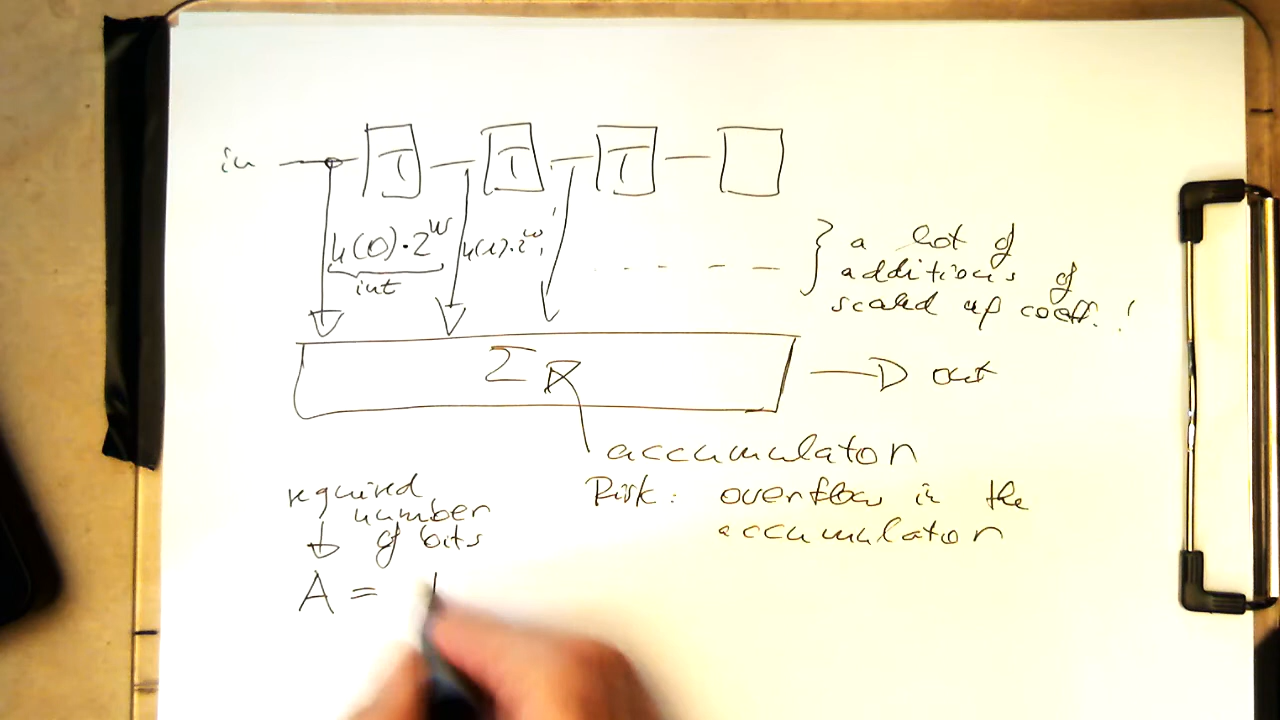 in
T T T
h(0)·2^w h(1)·2^w
int
a lot of
additions of
scaled up coeff. !
Σ
out
accumulator
required
number
of bits
Risk: overflow in the
accumulator
A =